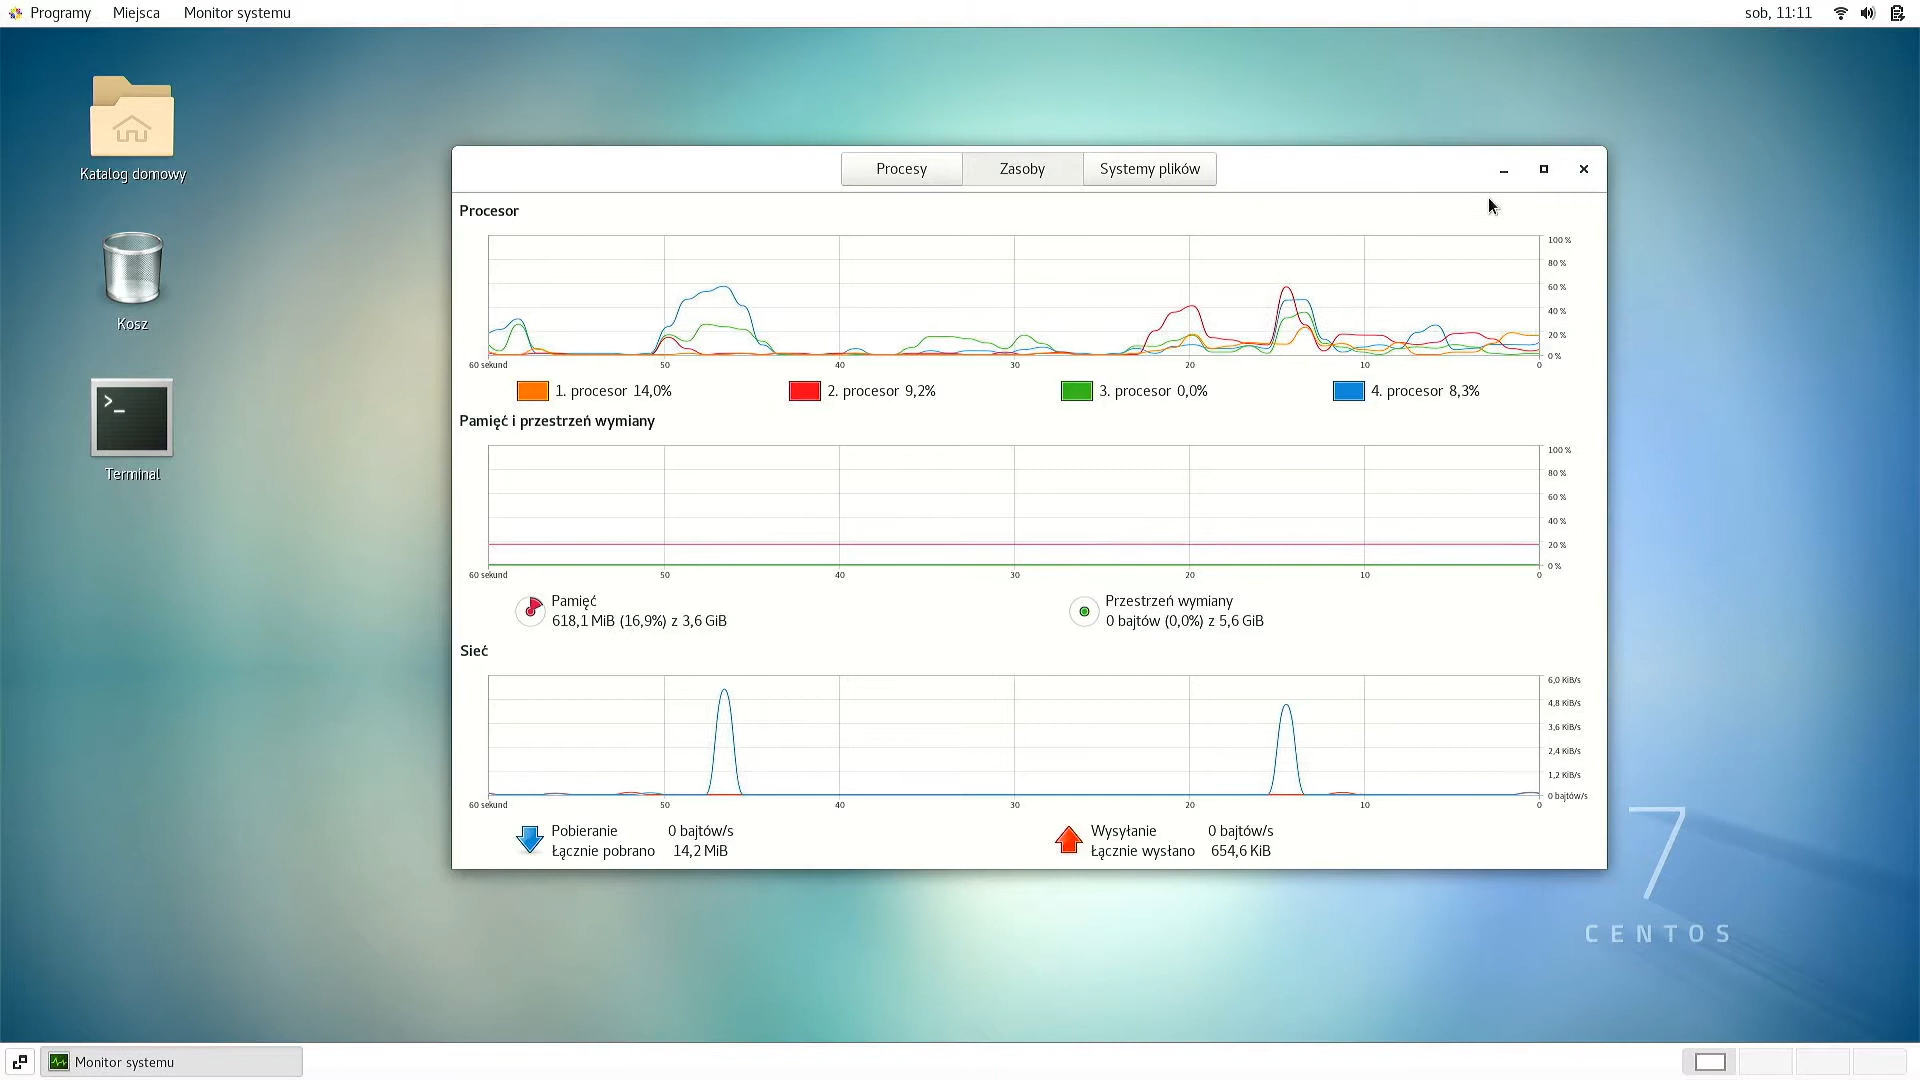 Programy Miejsca Monitor systemu sob, 11:11
Katalog domowy
Kosz
Terminal
Procesy Zasoby Systemy plików
Procesor
100 %
80 %
60 %
40 %
20 %
0 %
60 sekund 50 40 30 20 10 0
1. procesor 14,0% 2. procesor 9,2% 3. procesor 0,0% 4. procesor 8,3%
Pamięć i przestrzeń wymiany
100 %
80 %
60 %
40 %
20 %
0 %
60 sekund 50 40 30 20 10 0
Pamięć
618,1 MiB (16,9%) z 3,6 GiB
Przestrzeń wymiany
0 bajtów (0,0%) z 5,6 GiB
Sieć
6,0 KiB/s
4,8 KiB/s
3,6 KiB/s
2,4 KiB/s
1,2 KiB/s
0 bajtów/s
60 sekund 50 40 30 20 10 0
Pobieranie 0 bajtów/s
Łącznie pobrano 14,2 MiB
Wysyłanie 0 bajtów/s
Łącznie wysłano 654,6 KiB
7
CENTOS
Monitor systemu